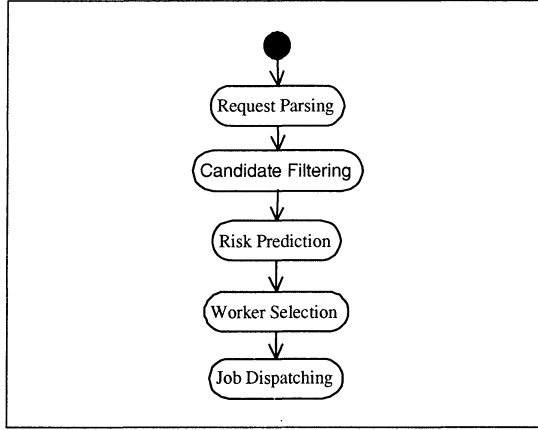 Request Parsing
Candidate Filtering
Risk Prediction
Worker Selection
Job Dispatching